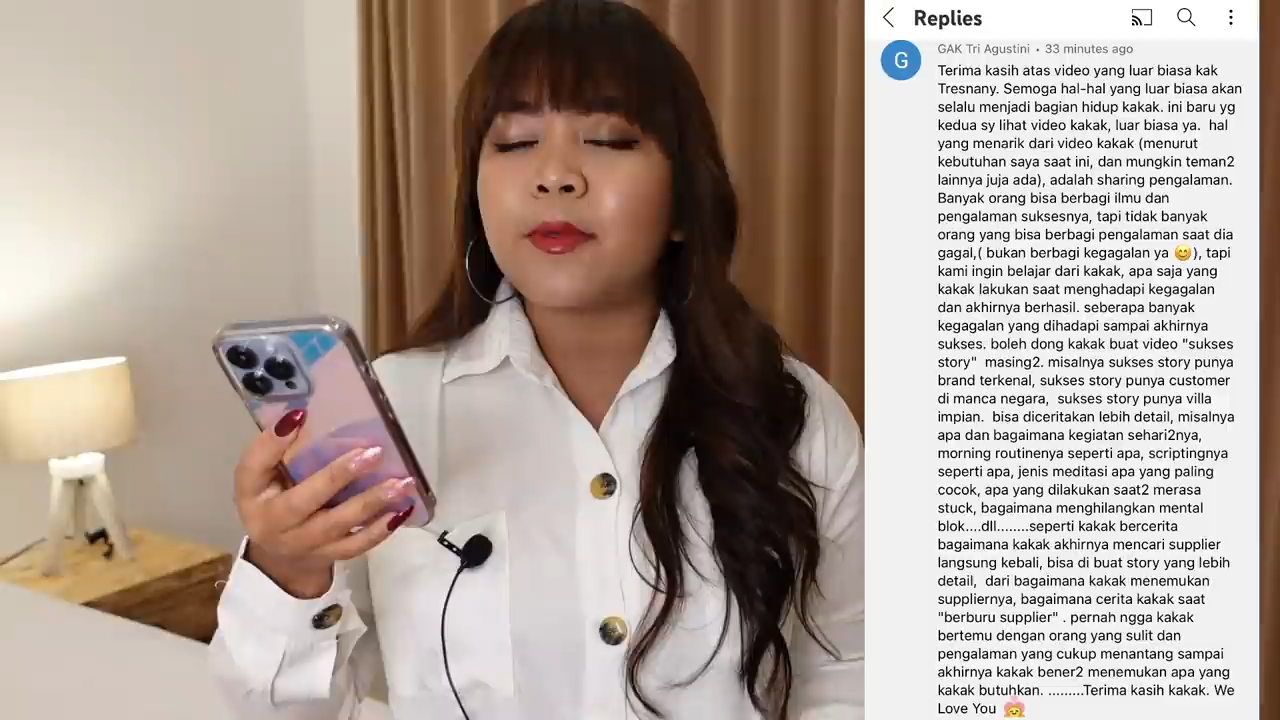 Replies
G
GAK Tri Agustini • 33 minutes ago
Terima kasih atas video yang luar biasa kak
Tresnany. Semoga hal-hal yang luar biasa akan
selalu menjadi bagian hidup kakak. ini baru yg
kedua sy lihat video kakak, luar biasa ya.  hal
yang menarik dari video kakak (menurut
kebutuhan saya saat ini, dan mungkin teman2
lainnya juja ada), adalah sharing pengalaman.
Banyak orang bisa berbagi ilmu dan
pengalaman suksesnya, tapi tidak banyak
orang yang bisa berbagi pengalaman saat dia
gagal,( bukan berbagi kegagalan ya 😊), tapi
kami ingin belajar dari kakak, apa saja yang
kakak lakukan saat menghadapi kegagalan
dan akhirnya berhasil. seberapa banyak
kegagalan yang dihadapi sampai akhirnya
sukses. boleh dong kakak buat video "sukses
story"  masing2. misalnya sukses story punya
brand terkenal, sukses story punya customer
di manca negara,  sukses story punya villa
impian.  bisa diceritakan lebih detail, misalnya
apa dan bagaimana kegiatan sehari2nya,
morning routinenya seperti apa, scriptingnya
seperti apa, jenis meditasi apa yang paling
cocok, apa yang dilakukan saat2 merasa
stuck, bagaimana menghilangkan mental
blok....dll........seperti kakak bercerita
bagaimana kakak akhirnya mencari supplier
langsung kebali, bisa di buat story yang lebih
detail,  dari bagaimana kakak menemukan
suppliernya, bagaimana cerita kakak saat
"berburu supplier" . pernah ngga kakak
bertemu dengan orang yang sulit dan
pengalaman yang cukup menantang sampai
akhirnya kakak bener2 menemukan apa yang
kakak butuhkan. .........Terima kasih kakak. We
Love You